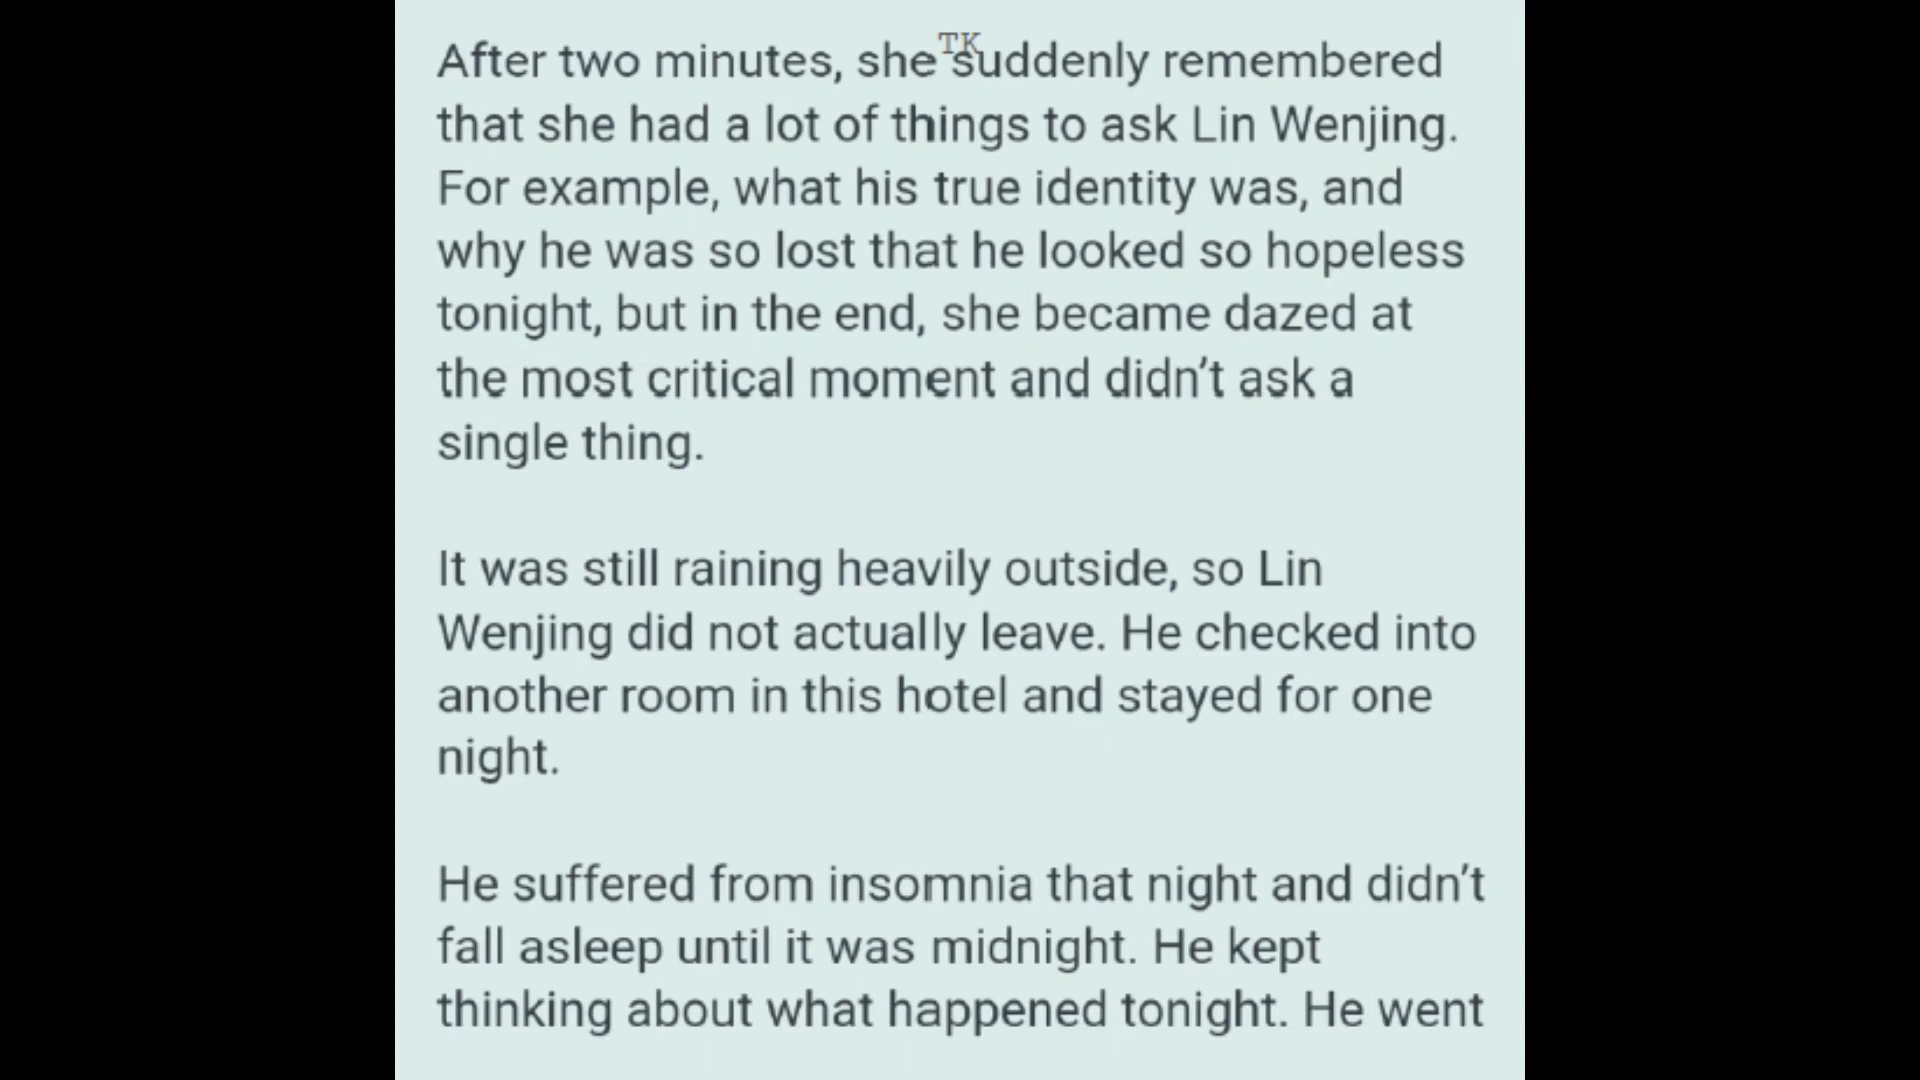 TK
After two minutes, she suddenly remembered
that she had a lot of things to ask Lin Wenjing.
For example, what his true identity was, and
why he was so lost that he looked so hopeless
tonight, but in the end, she became dazed at
the most critical moment and didn’t ask a
single thing.
It was still raining heavily outside, so Lin
Wenjing did not actually leave. He checked into
another room in this hotel and stayed for one
night.
He suffered from insomnia that night and didn’t
fall asleep until it was midnight. He kept
thinking about what happened tonight. He went